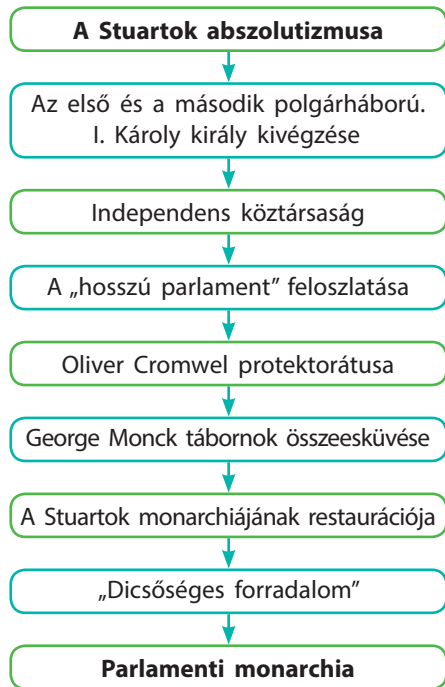 A Stuartok abszolutizmusa
Az első és a második polgárháború.
I. Károly király kivégzése
Independens köztársaság
A „hosszú parlament” feloszlatása
Oliver Cromwel protektorátusa
George Monck tábornok összeesküvése
A Stuartok monarchiájának restaurációja
„Dicsőséges forradalom”
Parlamenti monarchia